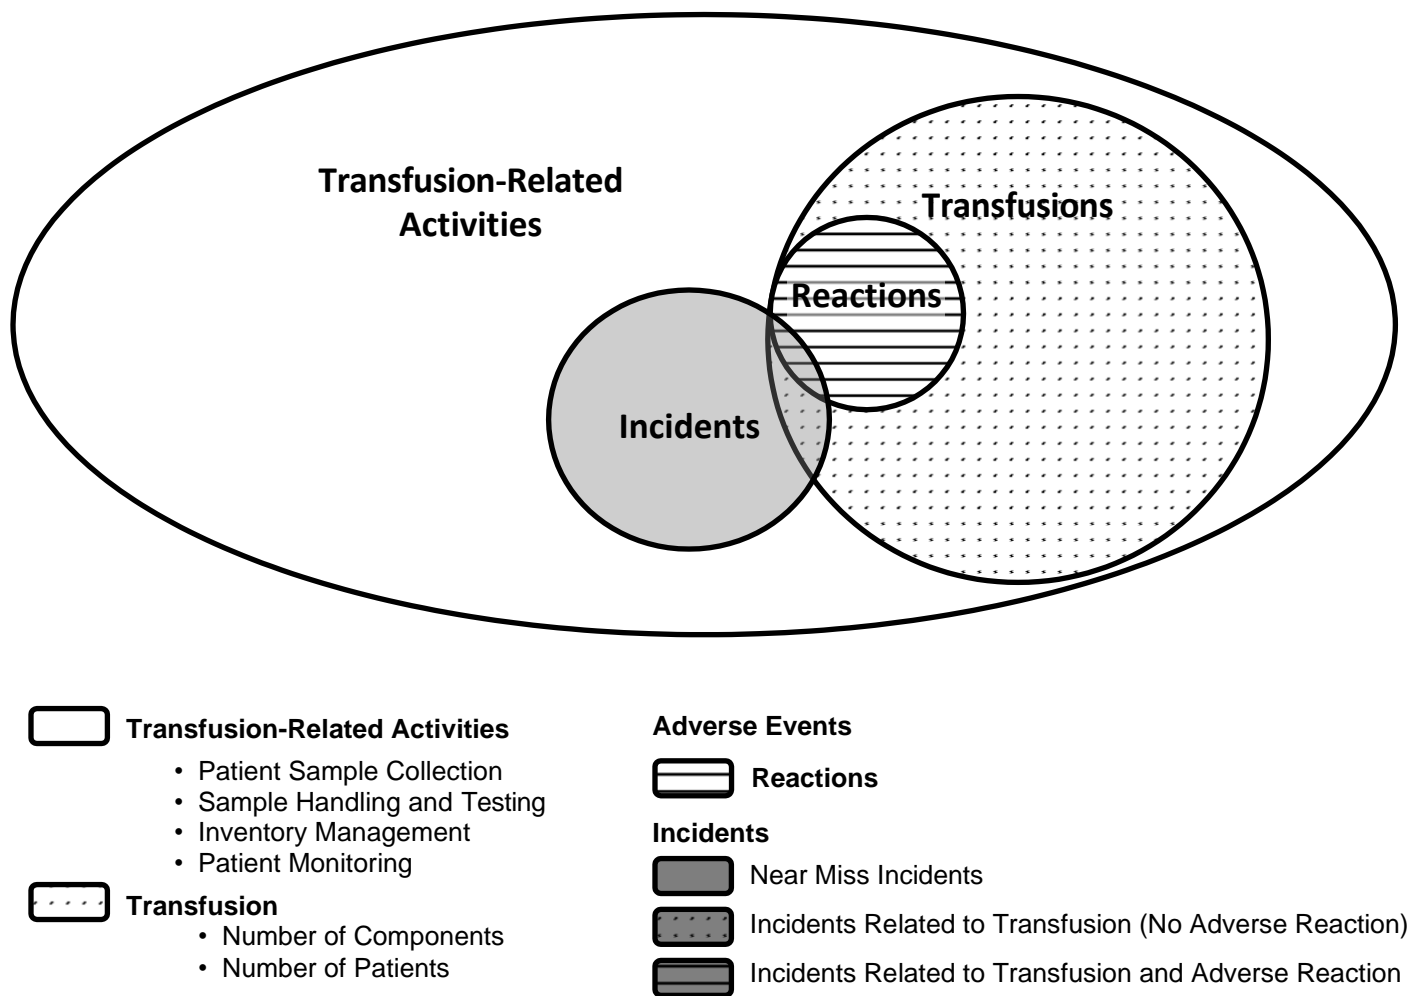 Transfusion-Related
Activities
Transfusions
Reactions
Incidents
Transfusion-Related Activities
• Patient Sample Collection
• Sample Handling and Testing
• Inventory Management
• Patient Monitoring
Transfusion
• Number of Components
• Number of Patients
Adverse Events
Reactions
Incidents
Near Miss Incidents
Incidents Related to Transfusion (No Adverse Reaction)
Incidents Related to Transfusion and Adverse Reaction